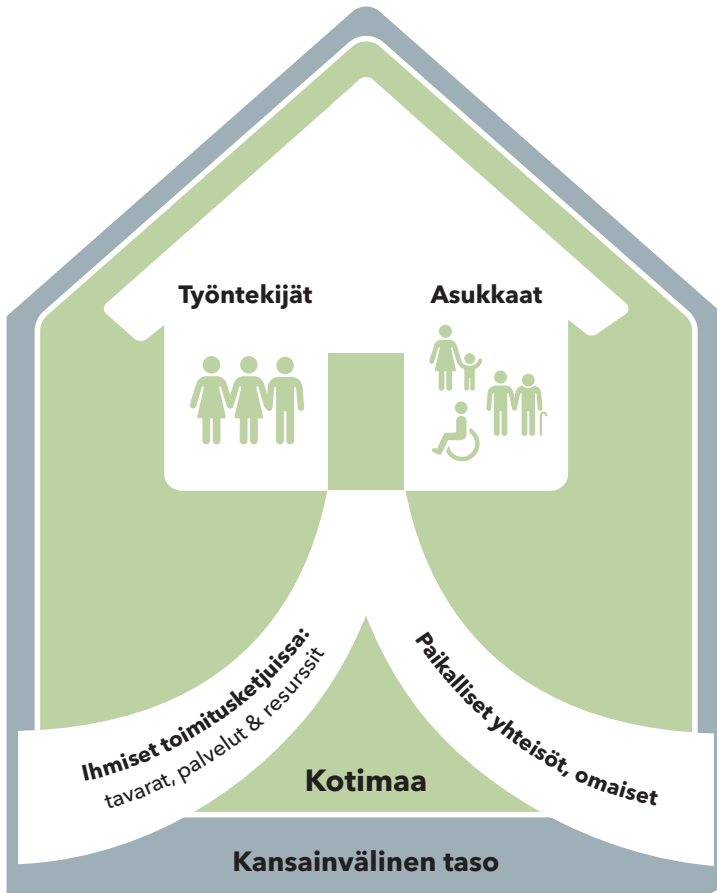 Työntekijät
Asukkaat
Ihmiset toimitusketjuissa:
tavarat, palvelut & resurssit
Paikalliset yhteisöt, omaiset
Kotimaa
Kansainvälinen taso